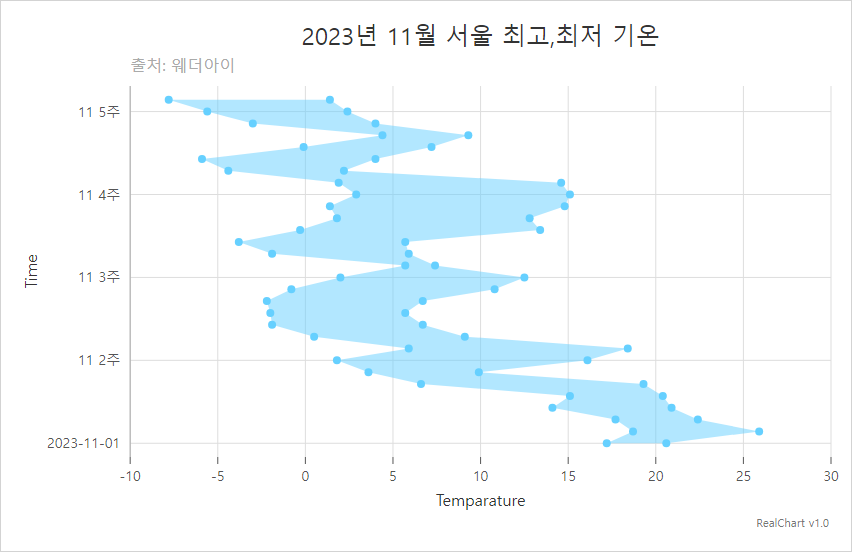 2023년 11월 서울 최고,최저 기온
출처: 웨더아이
11 5주
11 4주
11 3주
11 2주
2023-11-01
Time
-10 -5 0 5 10 15 20 25 30
Temparature
RealChart v1.0